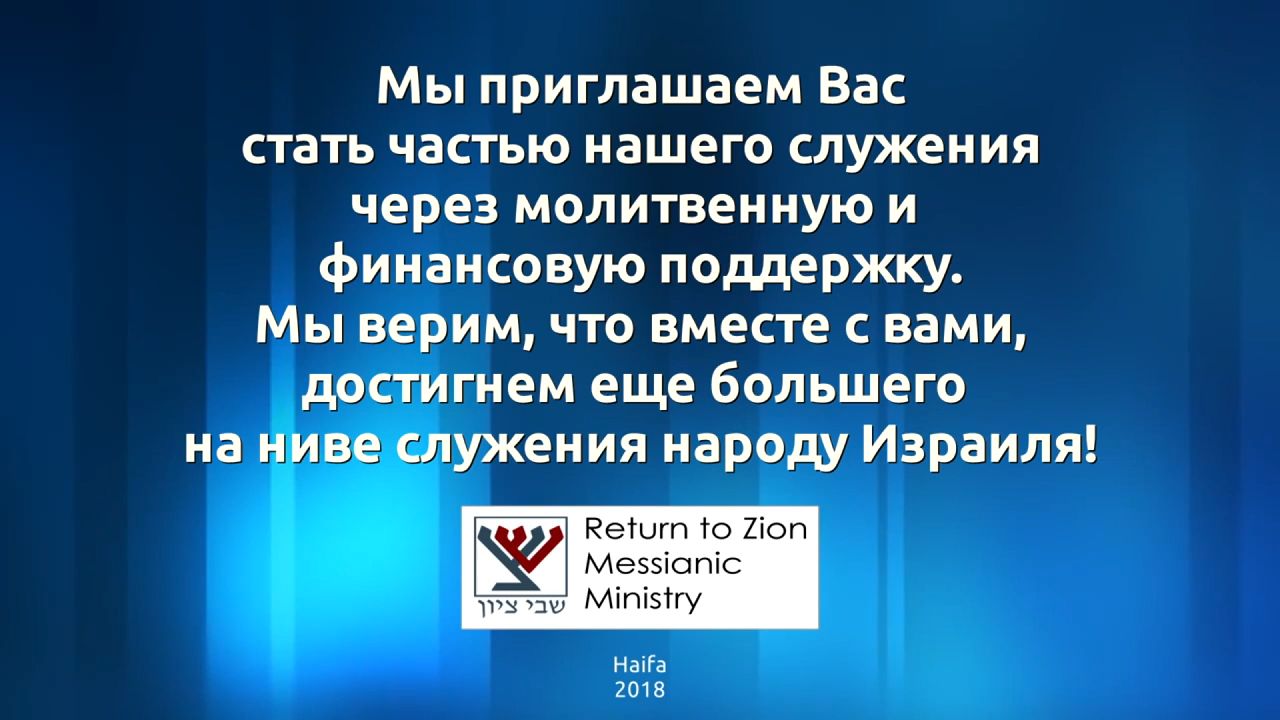 Мы приглашаем Вас
стать частью нашего служения
через молитвенную и
финансовую поддержку.
Мы верим, что вместе с вами,
достигнем еще большего
на ниве служения народу Израиля!
Return to Zion
Messianic
Ministry
שבי ציון
Haifa
2018